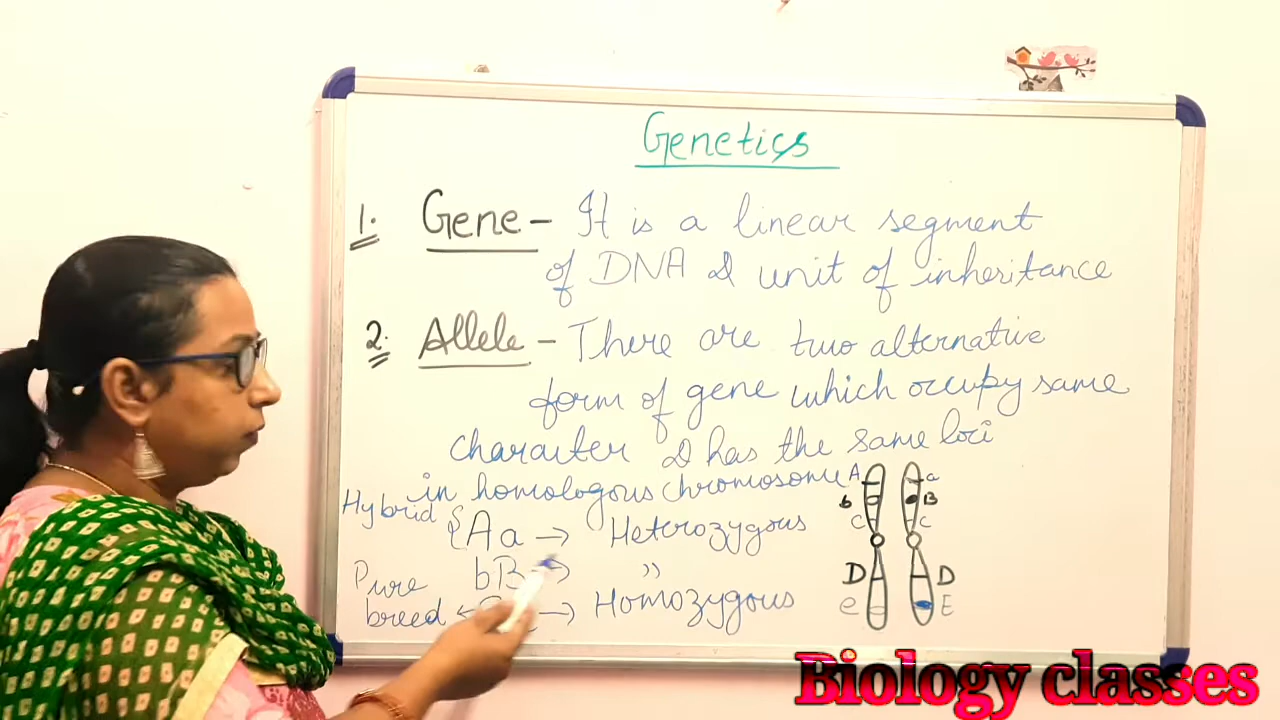 Genetics
1. Gene - It is a linear segment
of DNA & unit of inheritance
2. Allele - There are two alternative
form of gene which occupy same
character & has the same loci
in homologous chromosome
Hybrid { Aa → Heterozygous
bB → ,,
Pure
breed ← → Homozygous
A a
b B
C c
D D
e E
Biology classes